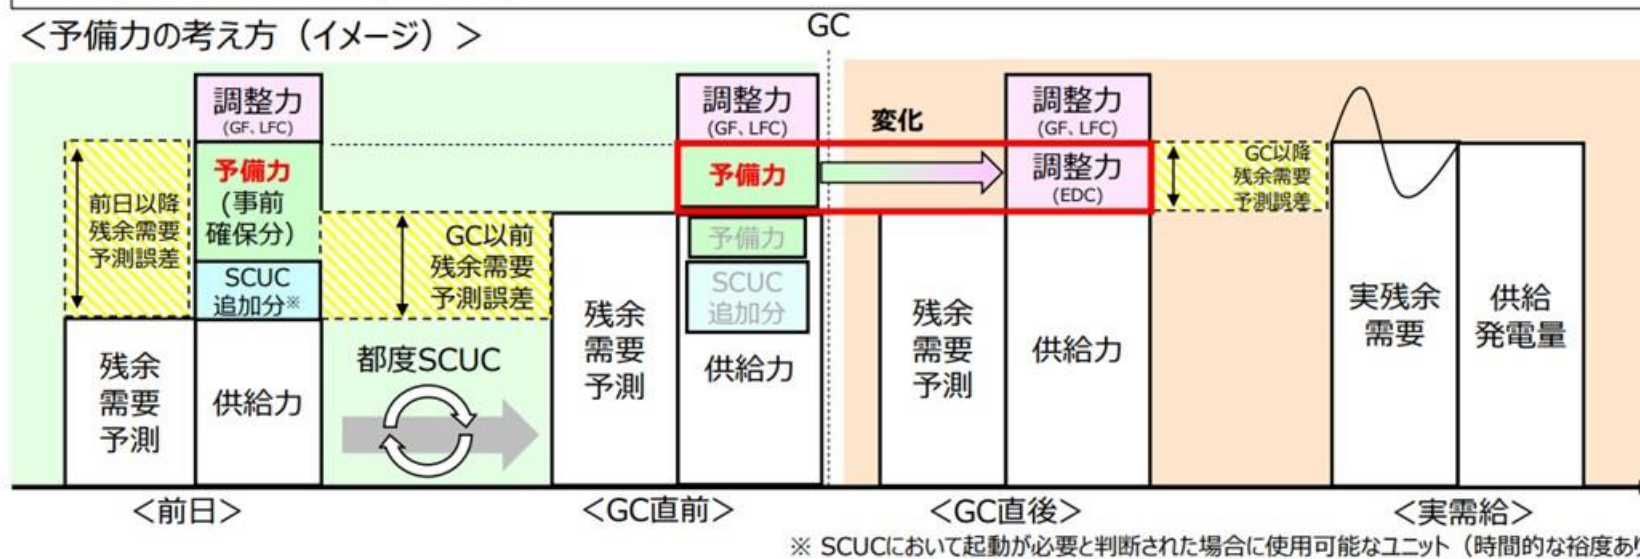 ＜予備力の考え方（イメージ）＞
GC
調整力
(GF、LFC)
予備力
(事前
確保分)
SCUC
追加分※
前日以降
残余需要
予測誤差
残余
需要
予測
供給力
GC以前
残余需要
予測誤差
都度SCUC
残余
需要
予測
調整力
(GF、LFC)
予備力
予備力
SCUC
追加分
供給力
変化
残余
需要
予測
調整力
(GF、LFC)
調整力
(EDC)
供給力
GC以降
残余需要
予測誤差
実残余
需要
供給
発電量
＜前日＞
＜GC直前＞
＜GC直後＞
＜実需給＞
※ SCUCにおいて起動が必要と判断された場合に使用可能なユニット（時間的な裕度あり